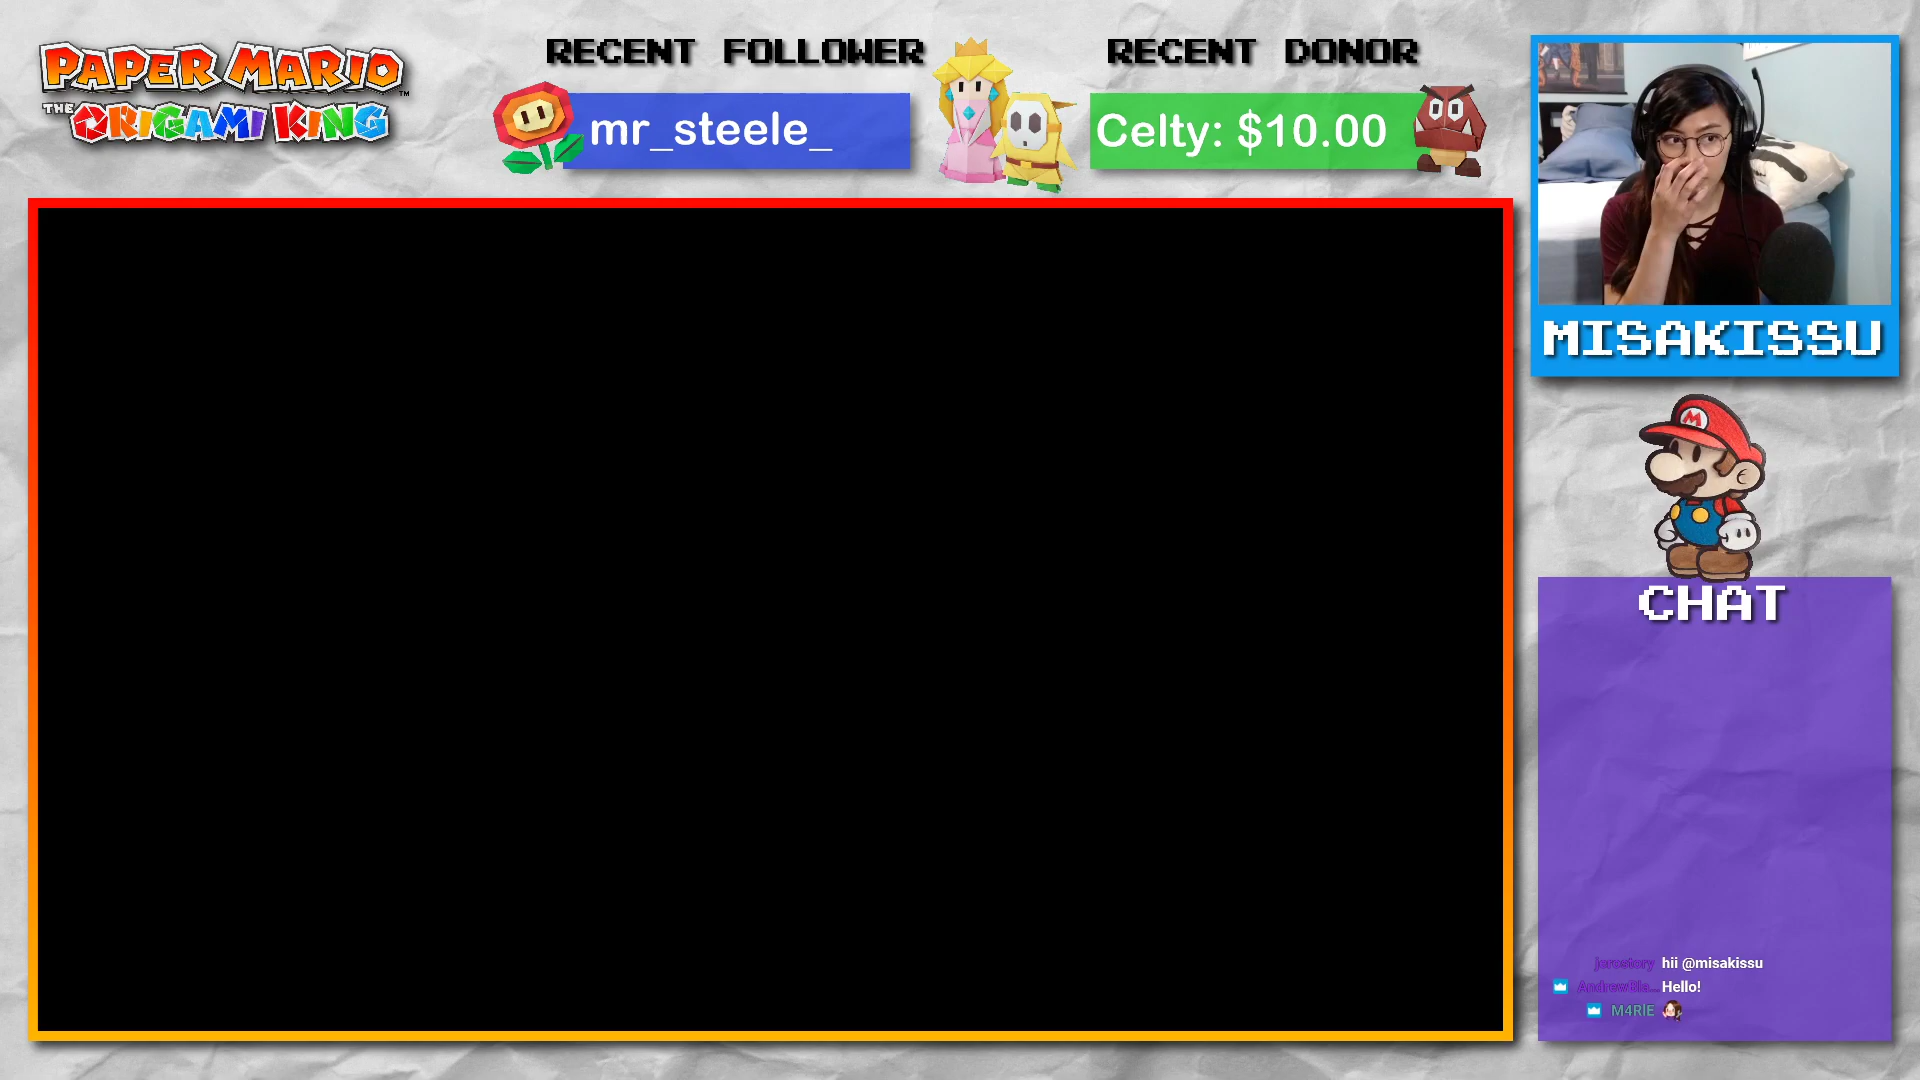 PAPER MARIO
THE ORIGAMI KING
RECENT FOLLOWER
mr_steele_
RECENT DONOR
Celty: $10.00
MISAKISSU
M
CHAT
jerostory hii @misakissu
Hello!
M4RIE